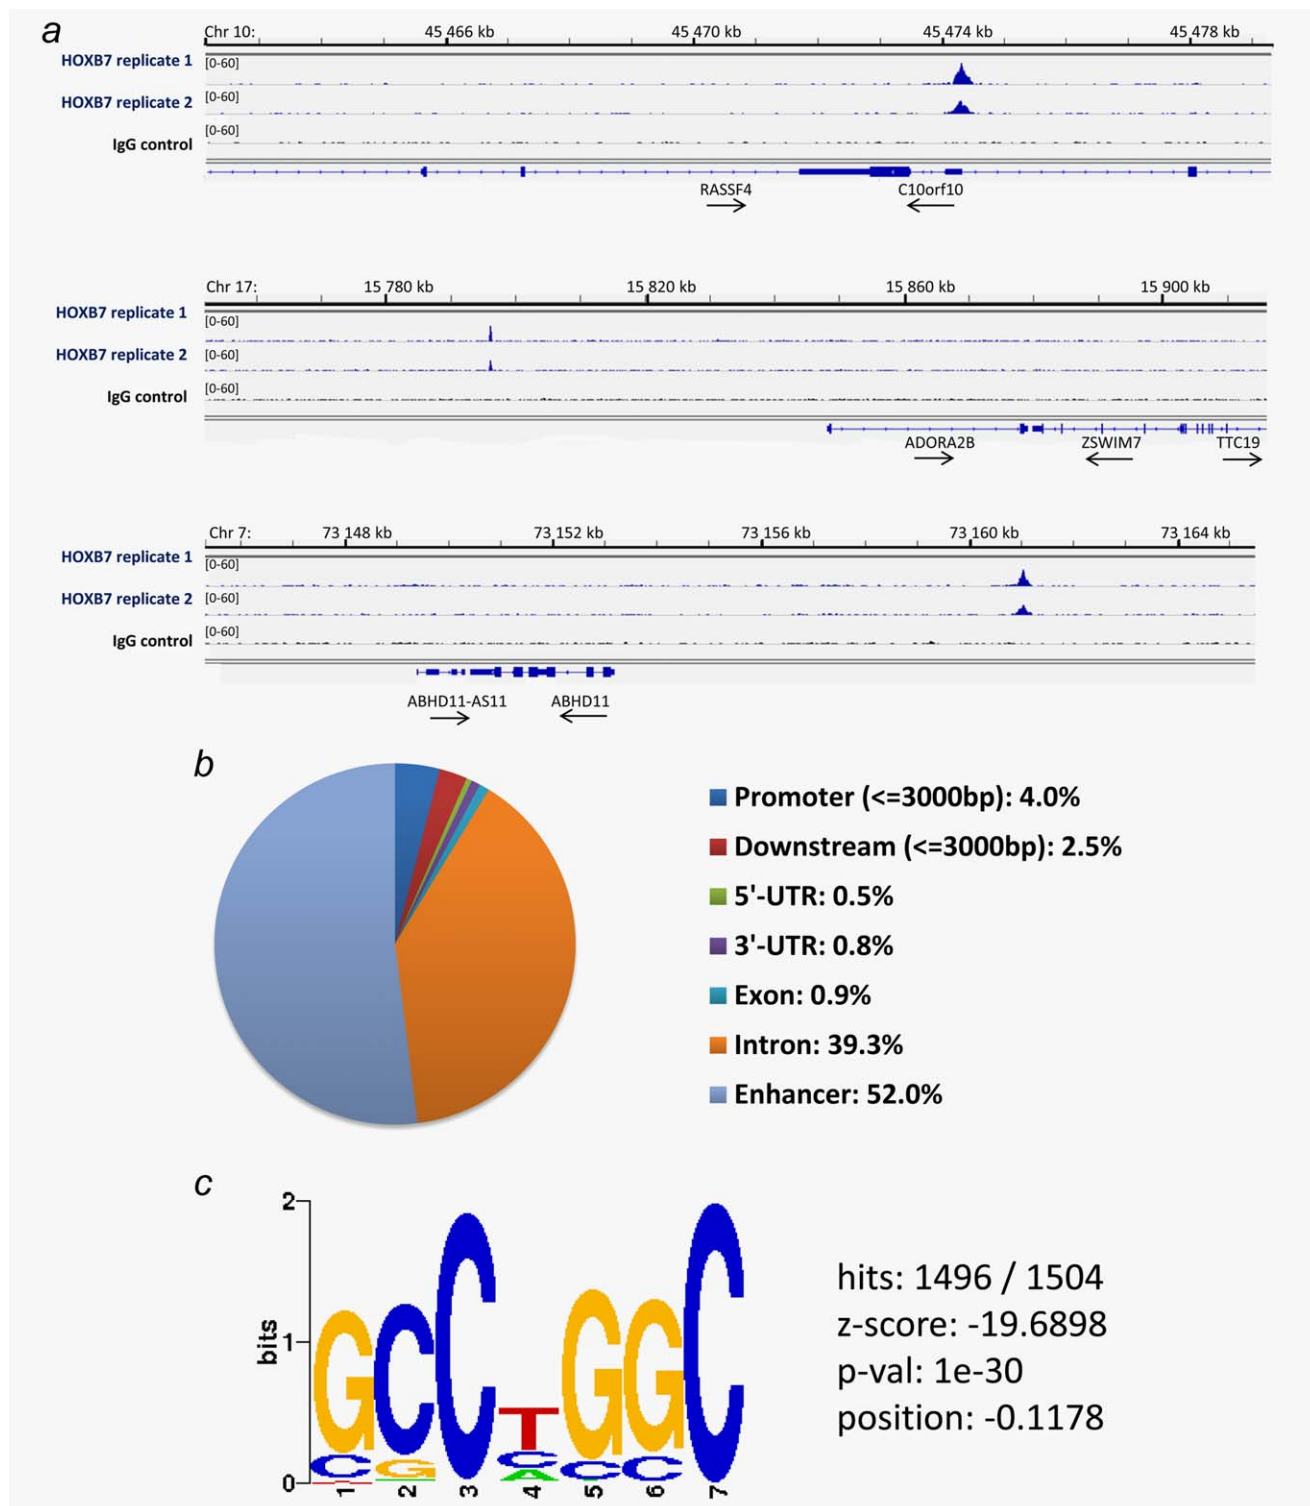 a
Chr 10: 45 466 kb 45 470 kb 45 474 kb 45 478 kb
HOXB7 replicate 1 [0-60]
HOXB7 replicate 2 [0-60]
IgG control [0-60]
RASSF4 C10orf10
Chr 17: 15 780 kb 15 820 kb 15 860 kb 15 900 kb
HOXB7 replicate 1 [0-60]
HOXB7 replicate 2 [0-60]
IgG control [0-60]
ADORA2B ZSWIM7 TTC19
Chr 7: 73 148 kb 73 152 kb 73 156 kb 73 160 kb 73 164 kb
HOXB7 replicate 1 [0-60]
HOXB7 replicate 2 [0-60]
IgG control [0-60]
ABHD11-AS11 ABHD11
b
Promoter (<=3000bp): 4.0%
Downstream (<=3000bp): 2.5%
5'-UTR: 0.5%
3'-UTR: 0.8%
Exon: 0.9%
Intron: 39.3%
Enhancer: 52.0%
c
2
bits
1
0
GCCTGGC
CG CCC
A
1 2 3 4 5 6 7
hits: 1496 / 1504
z-score: -19.6898
p-val: 1e-30
position: -0.1178